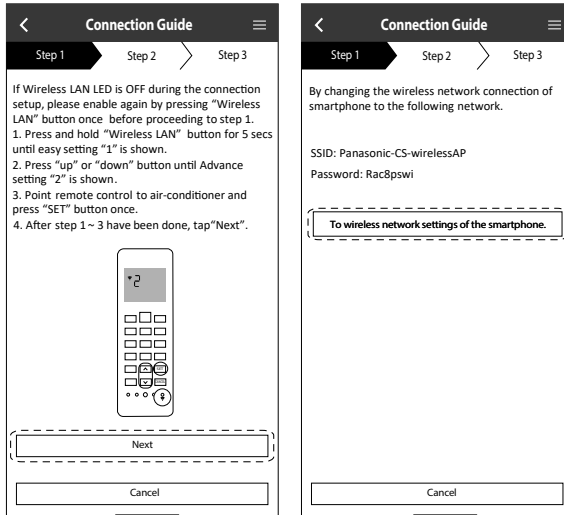 Connection Guide
Step 1
Step 2
Step 3
If Wireless LAN LED is OFF during the connection
setup, please enable again by pressing “Wireless
LAN” button once before proceeding to step 1.
1. Press and hold “Wireless LAN” button for 5 secs
until easy setting “1” is shown.
2. Press “up” or “down” button until Advance
setting “2” is shown.
3. Point remote control to air-conditioner and
press “SET” button once.
4. After step 1 ~ 3 have been done, tap“Next”.
2
Next
Cancel
Connection Guide
Step 1
Step 2
Step 3
By changing the wireless network connection of
smartphone to the following network.
SSID: Panasonic-CS-wirelessAP
Password: Rac8pswi
To wireless network settings of the smartphone.
Cancel